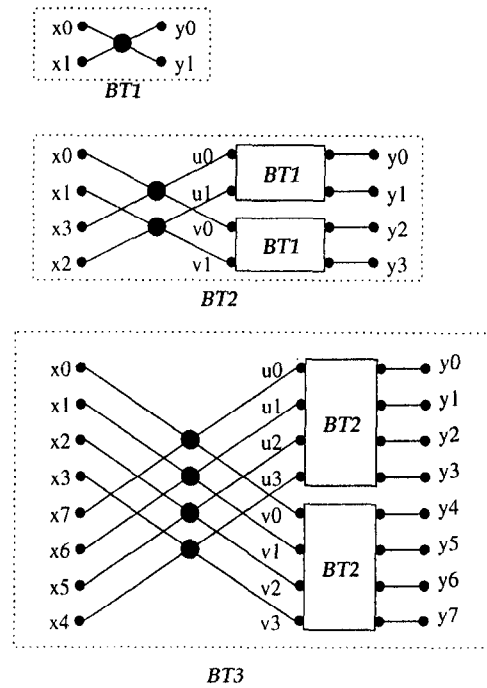 x0 y0
x1 y1
BT1
x0 u0 BT1 y0
x1 u1 y1
x3 v0 BT1 y2
x2 v1 y3
BT2
x0 u0 y0
x1 u1 BT2 y1
x2 u2 y2
x3 u3 y3
x7 v0 y4
x6 v1 BT2 y5
x5 v2 y6
x4 v3 y7
BT3